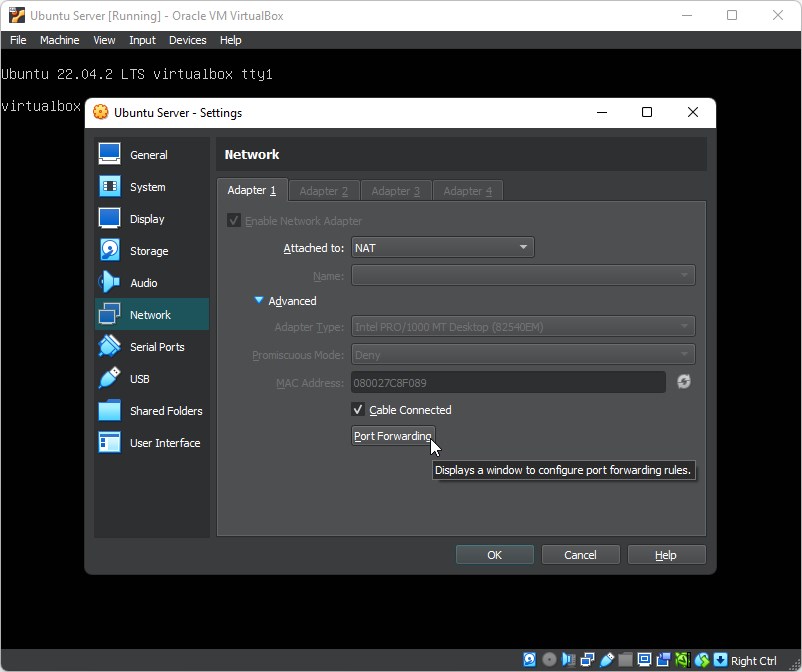 Ubuntu Server [Running] - Oracle VM VirtualBox
File Machine View Input Devices Help
Ubuntu 22.04.2 LTS virtualbox tty1
virtualbox
Ubuntu Server - Settings
General
System
Display
Storage
Audio
Network
Serial Ports
USB
Shared Folders
User Interface
Network
Adapter 1 Adapter 2 Adapter 3 Adapter 4
Enable Network Adapter
Attached to: NAT
Name:
Advanced
Adapter Type: Intel PRO/1000 MT Desktop (82540EM)
Promiscuous Mode: Deny
MAC Address: 080027C8F089
Cable Connected
Port Forwarding
Displays a window to configure port forwarding rules.
OK Cancel Help
Right Ctrl